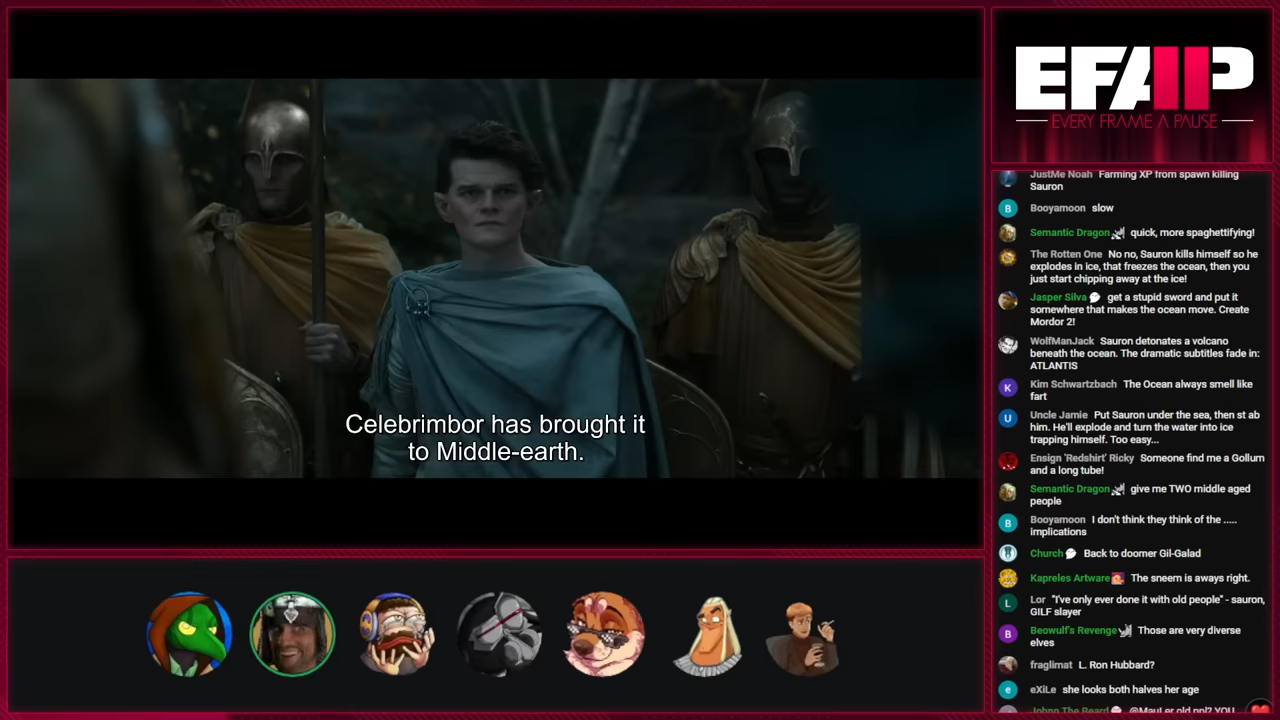 EFAP
EVERY FRAME A PAUSE
Celebrimbor has brought it
to Middle-earth.
JustMe Noah Farming XP from spawn killing
Sauron
B
Booyamoon slow
Semantic Dragon quick, more spaghettifying!
The Rotten One No no, Sauron kills himself so he
explodes in ice, that freezes the ocean, then you
just start chipping away at the ice!
Jasper Silva get a stupid sword and put it
somewhere that makes the ocean move. Create
Mordor 2!
WolfManJack Sauron detonates a volcano
beneath the ocean. The dramatic subtitles fade in:
ATLANTIS
K
Kim Schwartzbach The Ocean always smell like
fart
U
Uncle Jamie Put Sauron under the sea, then st ab
him. He'll explode and turn the water into ice
trapping himself. Too easy...
Ensign 'Redshirt' Ricky Someone find me a Gollum
and a long tube!
Semantic Dragon give me TWO middle aged
people
B
Booyamoon I don't think they think of the .....
implications
Church Back to doomer Gil-Galad
Kapreles Artware The sneem is aways right.
L
Lor "I've only ever done it with old people" - sauron,
GILF slayer
B
Beowulf's Revenge Those are very diverse
elves
fraglimat L. Ron Hubbard?
e
eXiLe she looks both halves her age
Johnn The Beard @MauLer old ppl? YOU